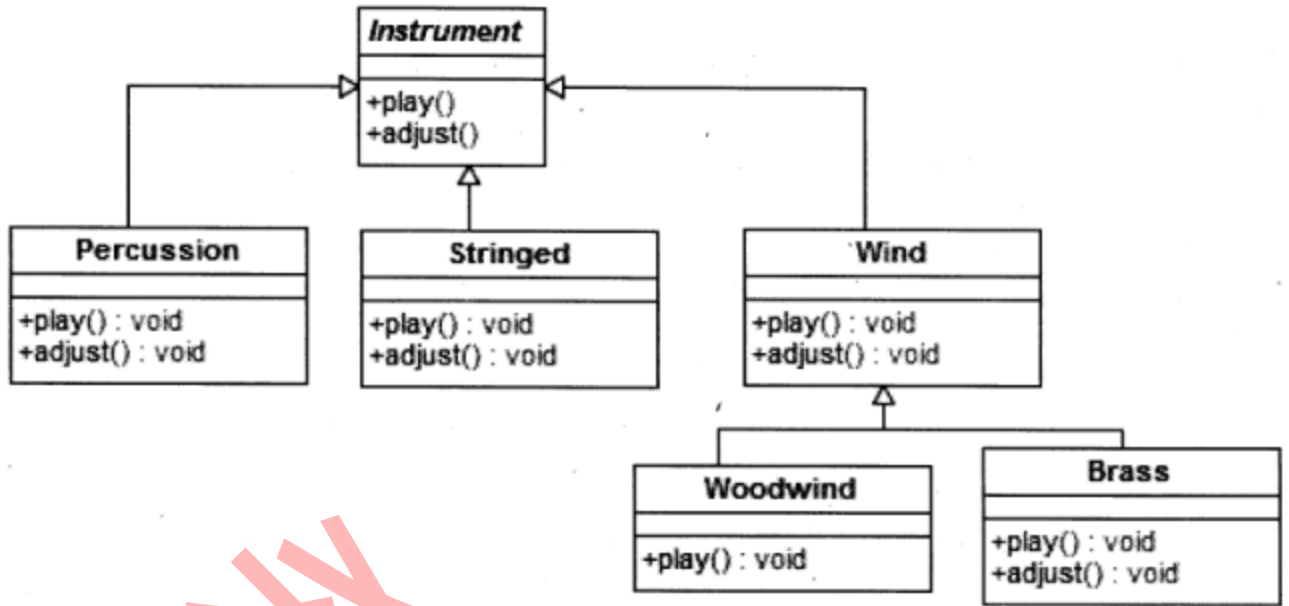 Instrument
+play()
+adjust()
Percussion
+play() : void
+adjust() : void
Stringed
+play() : void
+adjust() : void
Wind
+play() : void
+adjust() : void
Woodwind
+play() : void
Brass
+play() : void
+adjust() : void